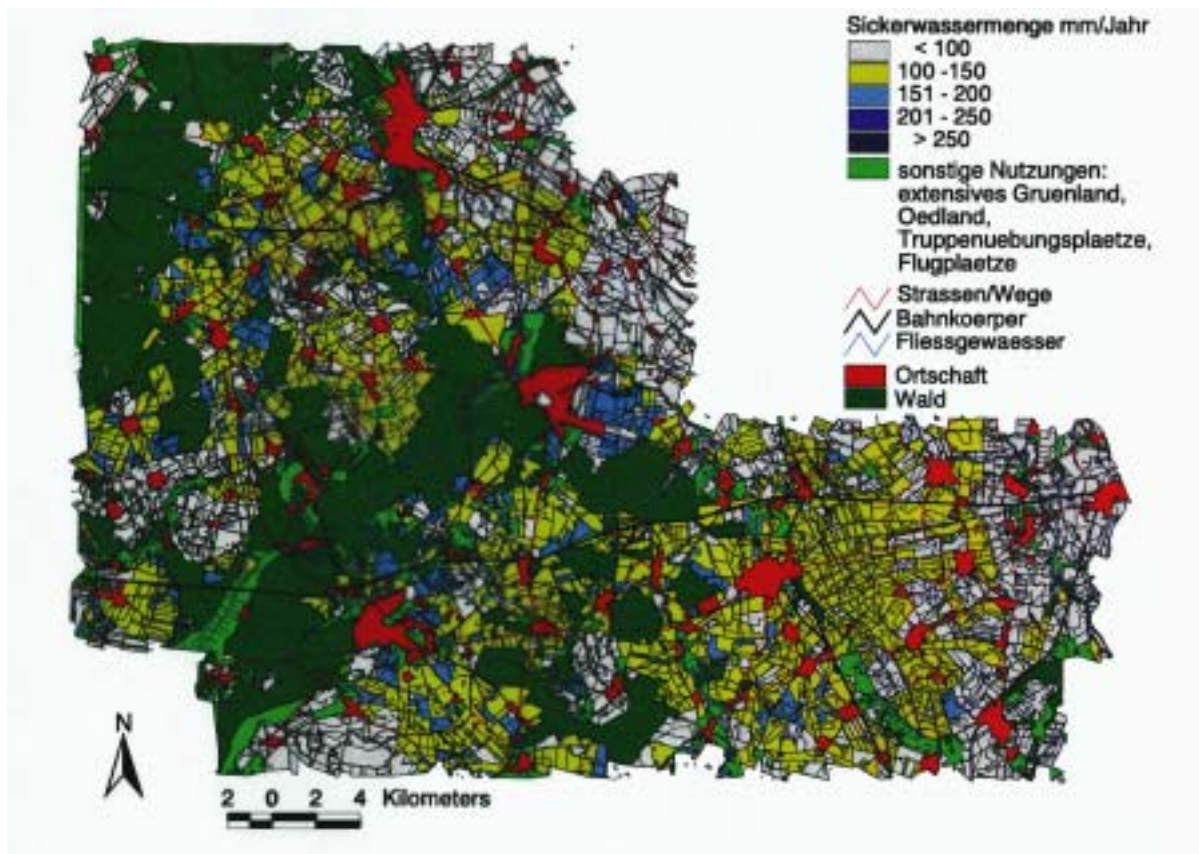 Sickerwassermenge mm/Jahr
< 100
100 -150
151 - 200
201 - 250
> 250
sonstige Nutzungen:
extensives Gruenland,
Oedland,
Truppenuebungsplaetze,
Flugplaetze
Strassen/Wege
Bahnkoerper
Fliessgewaesser
Ortschaft
Wald
N
2 0 2 4 Kilometers